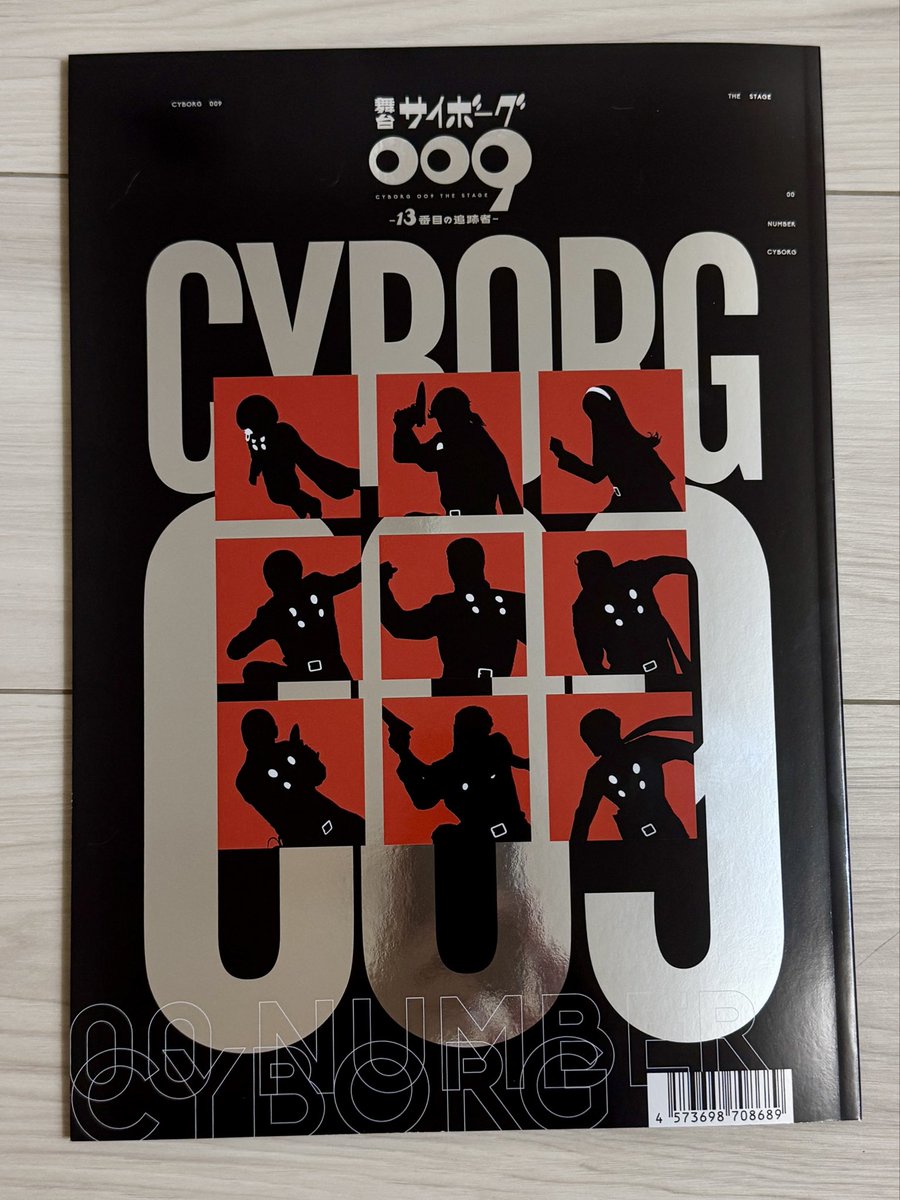 CYBORG 009
THE STAGE
舞台 サイボーグ
009
CYBORG 009 THE STAGE
-13番目の追跡者-
00
NUMBER
CYBORG
CYBORG
009
00 NUMBER
CYBORG
4 573698 708689